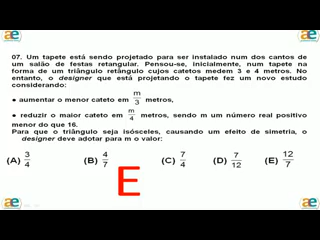 ae
ae
07. Um tapete está sendo projetado para ser instalado num dos cantos de
um salão de festas retangular. Pensou-se, inicialmente, num tapete na
forma de um triângulo retângulo cujos catetos medem 3 e 4 metros. No
entanto, o designer que está projetando o tapete fez um novo estudo
considerando:
● aumentar o menor cateto em m/3 metros,
● reduzir o maior cateto em m/4 metros, sendo m um número real positivo
menor do que 16.
Para que o triângulo seja isósceles, causando um efeito de simetria, o
designer deve adotar para m o valor:
(A) 3/4 (B) 4/7 (C) 7/4 (D) 7/12 (E) 12/7
E
ae
ae